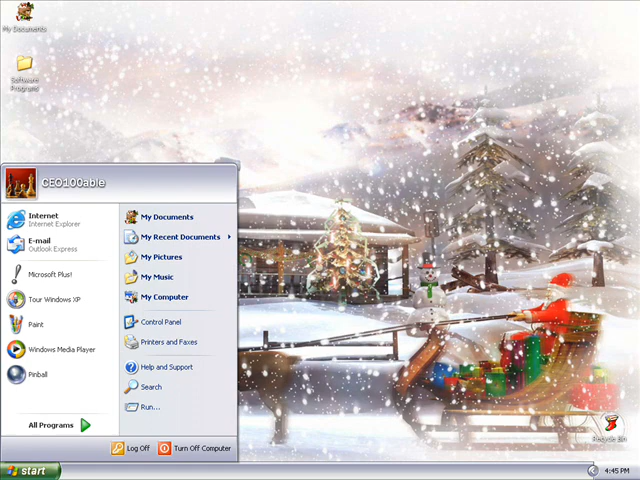 My Documents
Software
Programs
GEO100able
Internet
Internet Explorer
E-mail
Outlook Express
Microsoft Plus!
Tour Windows XP
Paint
Windows Media Player
Pinball
All Programs
My Documents
My Recent Documents
My Pictures
My Music
My Computer
Control Panel
Printers and Faxes
Help and Support
Search
Run...
Log Off
Turn Off Computer
Recycle Bin
start
4:45 PM